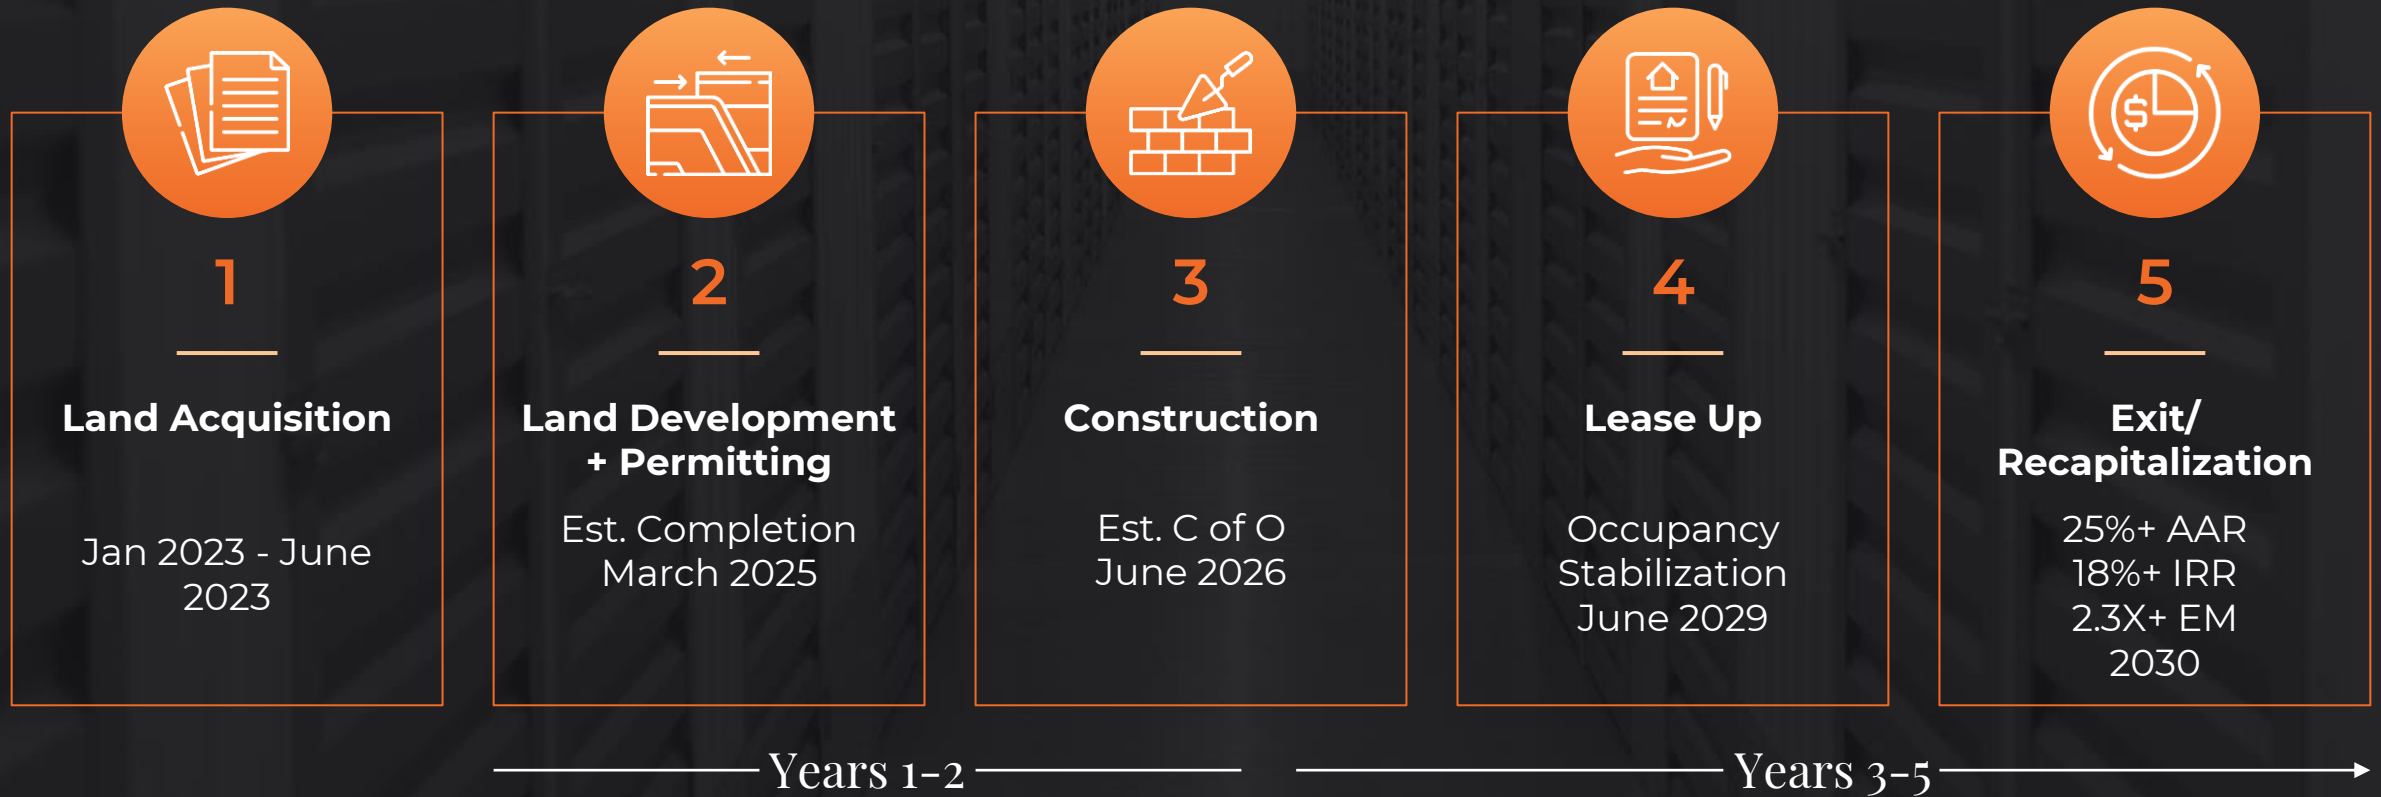 1
Land Acquisition
Jan 2023 - June
2023
2
Land Development
+ Permitting
Est. Completion
March 2025
3
Construction
Est. C of O
June 2026
4
Lease Up
Occupancy
Stabilization
June 2029
5
Exit/
Recapitalization
25%+ AAR
18%+ IRR
2.3X+ EM
2030
Years 1-2
Years 3-5